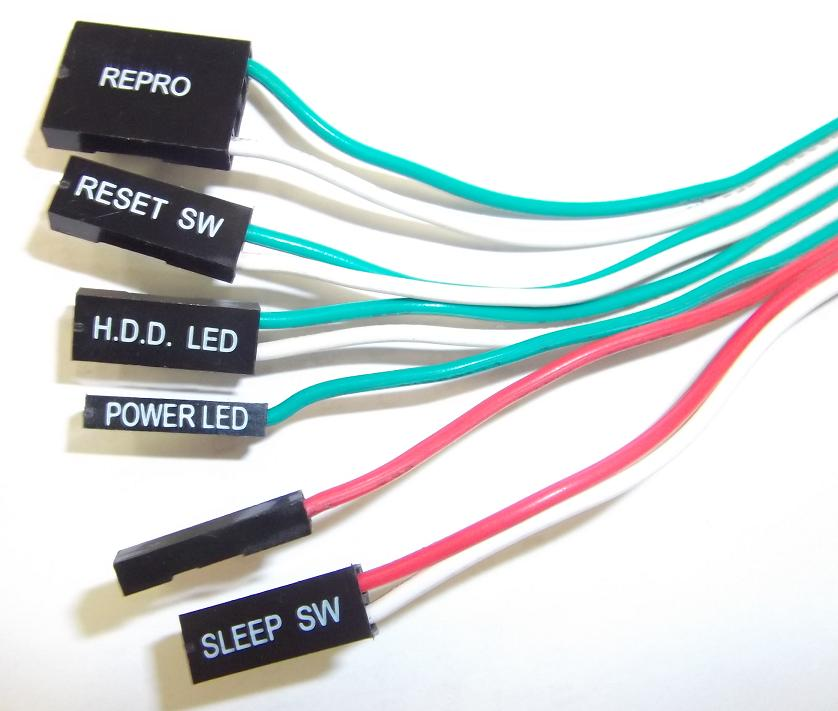 REPRO
RESET SW
H.D.D. LED
POWER LED
SLEEP SW